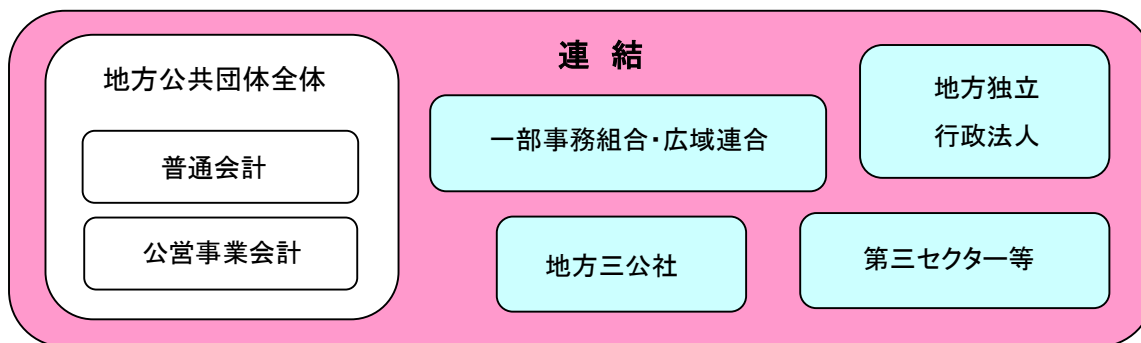 連 結
地方公共団体全体
普通会計
公営事業会計
一部事務組合・広域連合
地方独立
行政法人
地方三公社
第三セクター等